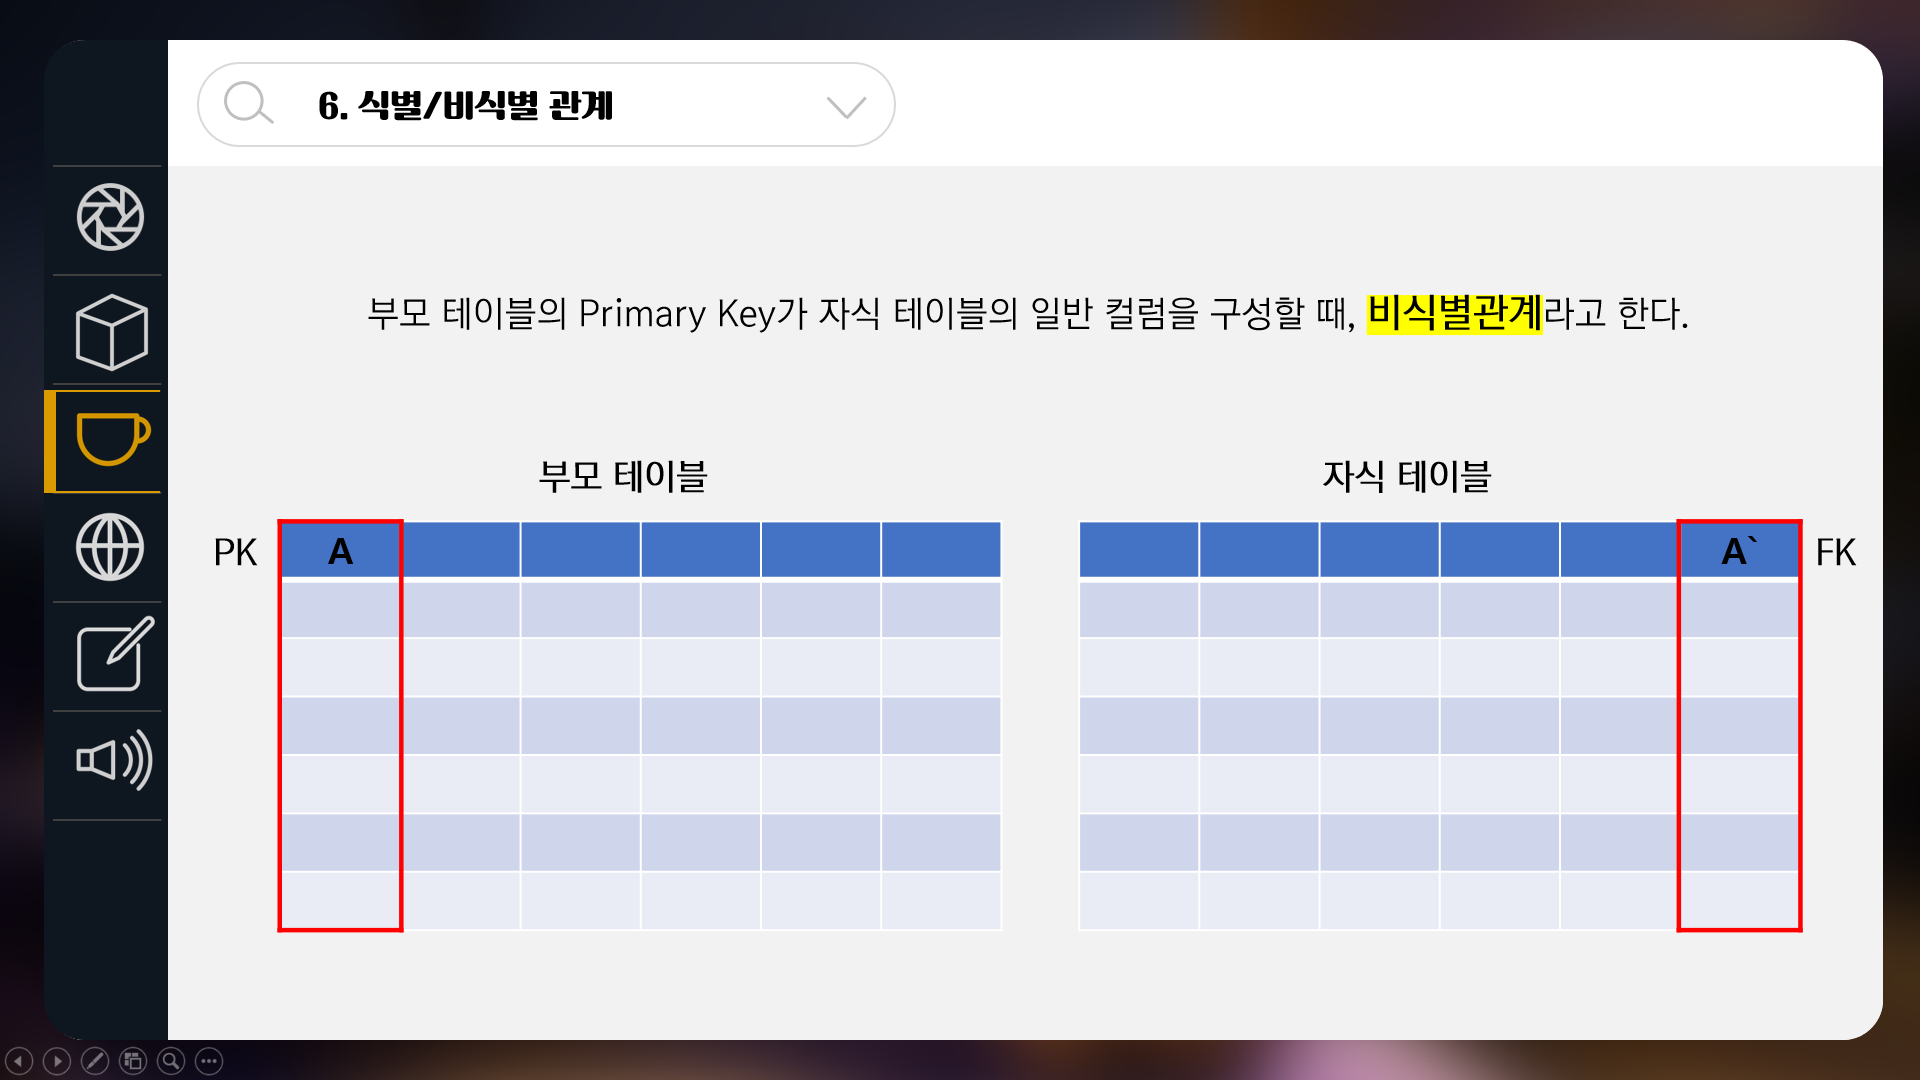 6. 식별/비식별 관계
부모 테이블의 Primary Key가 자식 테이블의 일반 컬럼을 구성할 때, 비식별관계라고 한다.
부모 테이블
자식 테이블
PK
A
A`
FK